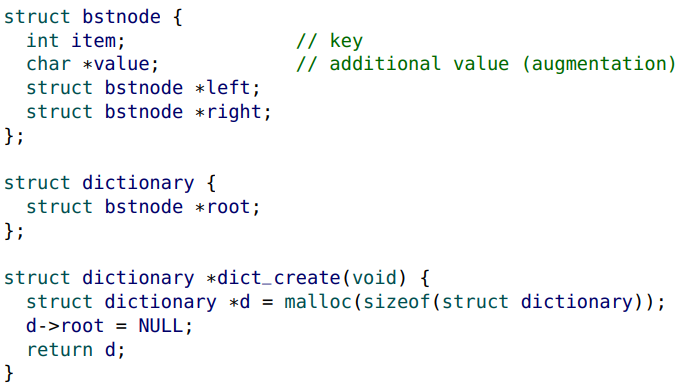 struct bstnode {
  int item;               // key
  char *value;            // additional value (augmentation)
  struct bstnode *left;
  struct bstnode *right;
};

struct dictionary {
  struct bstnode *root;
};

struct dictionary *dict_create(void) {
  struct dictionary *d = malloc(sizeof(struct dictionary));
  d->root = NULL;
  return d;
}